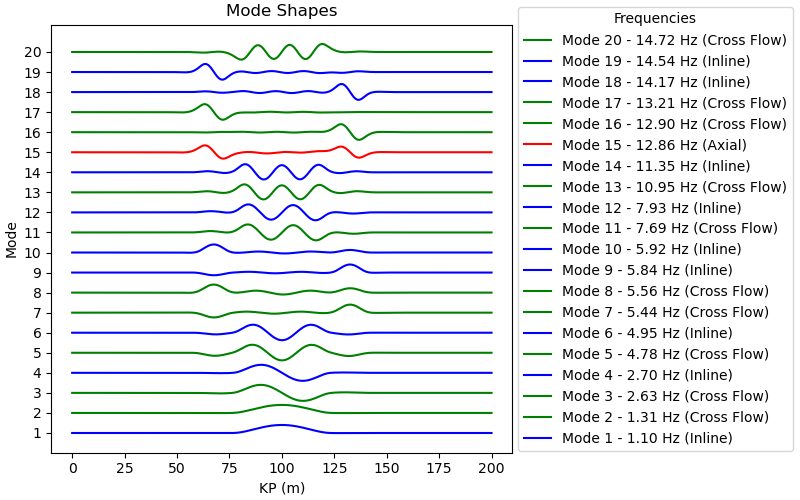 Mode Shapes
Mode
20
19
18
17
16
15
14
13
12
11
10
9
8
7
6
5
4
3
2
1
0
25
50
75
100
125
150
175
200
KP (m)
Frequencies
Mode 20 - 14.72 Hz (Cross Flow)
Mode 19 - 14.54 Hz (Inline)
Mode 18 - 14.17 Hz (Inline)
Mode 17 - 13.21 Hz (Cross Flow)
Mode 16 - 12.90 Hz (Cross Flow)
Mode 15 - 12.86 Hz (Axial)
Mode 14 - 11.35 Hz (Inline)
Mode 13 - 10.95 Hz (Cross Flow)
Mode 12 - 7.93 Hz (Inline)
Mode 11 - 7.69 Hz (Cross Flow)
Mode 10 - 5.92 Hz (Inline)
Mode 9 - 5.84 Hz (Inline)
Mode 8 - 5.56 Hz (Cross Flow)
Mode 7 - 5.44 Hz (Cross Flow)
Mode 6 - 4.95 Hz (Inline)
Mode 5 - 4.78 Hz (Cross Flow)
Mode 4 - 2.70 Hz (Inline)
Mode 3 - 2.63 Hz (Cross Flow)
Mode 2 - 1.31 Hz (Cross Flow)
Mode 1 - 1.10 Hz (Inline)